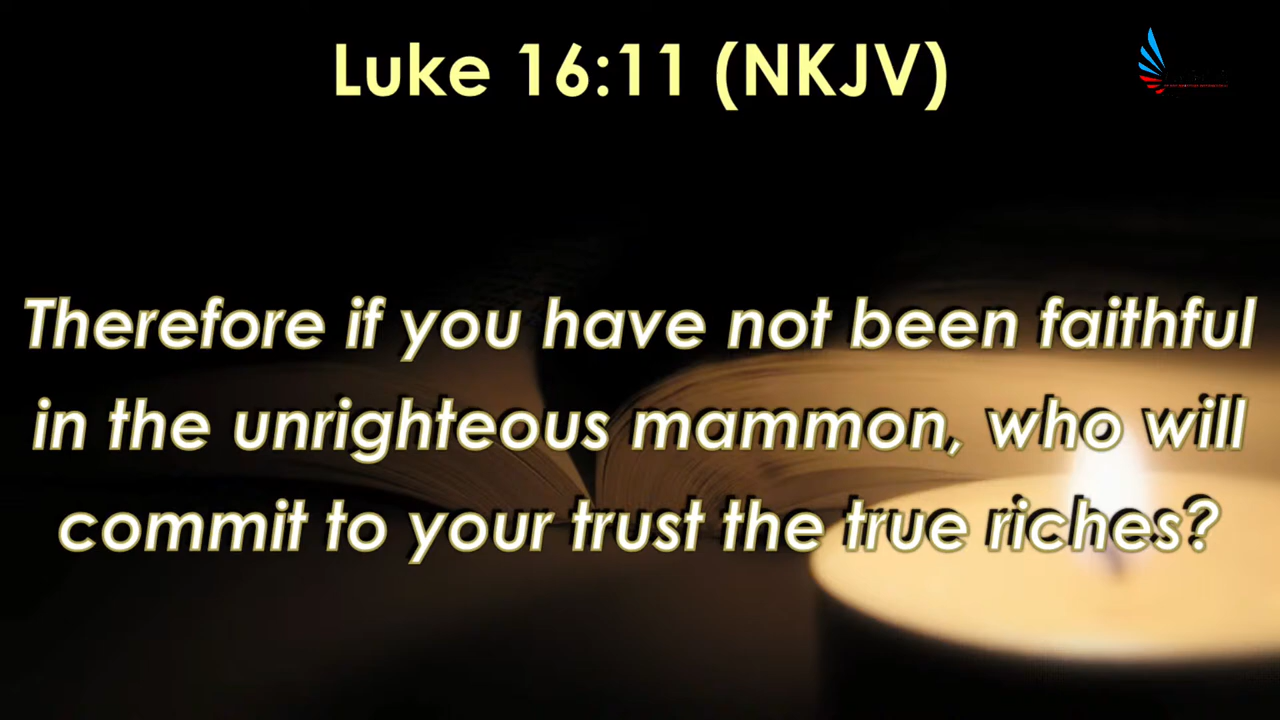 Luke 16:11 (NKJV)
Therefore if you have not been faithful
in the unrighteous mammon, who will
commit to your trust the true riches?